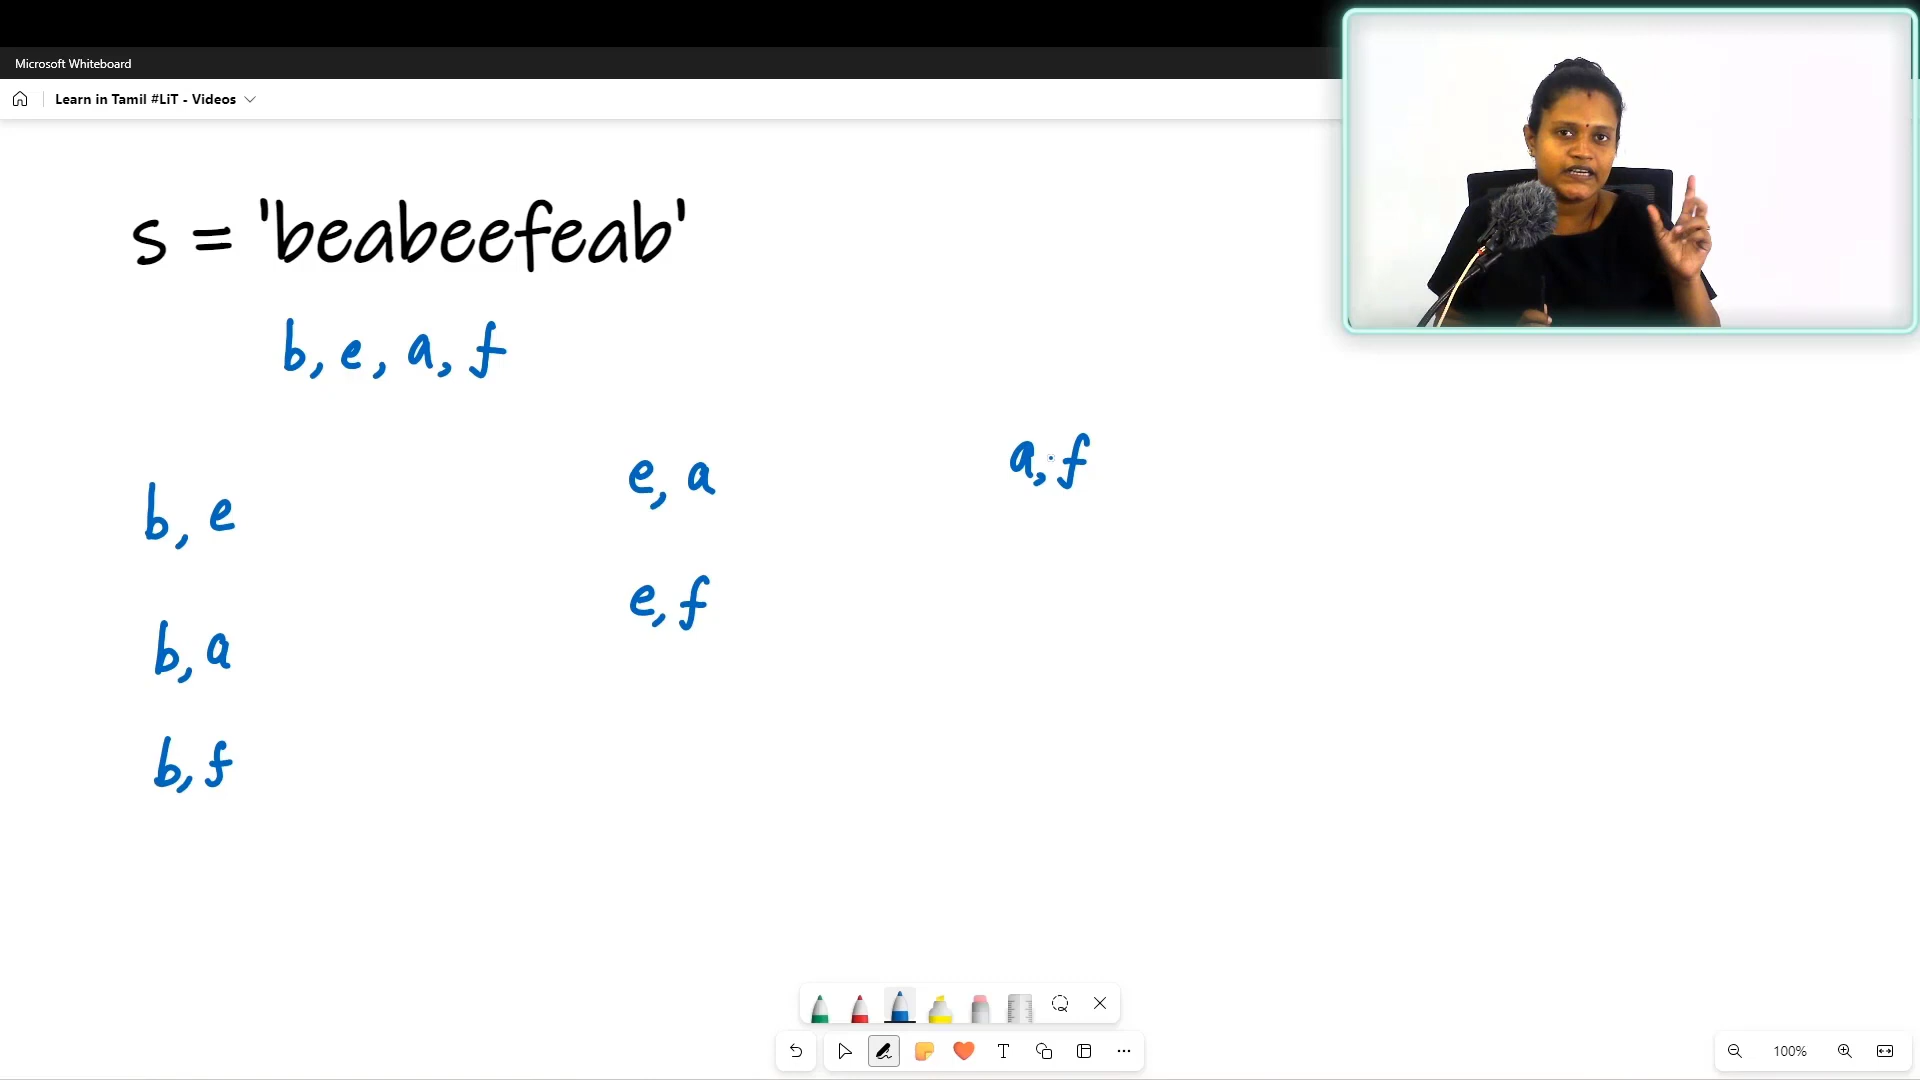 Microsoft Whiteboard
Learn in Tamil #LiT - Videos
s = 'beabeefeab'
b, e, a, f
b, e
b, a
b, f
e, a
e, f
a, f
T
100%